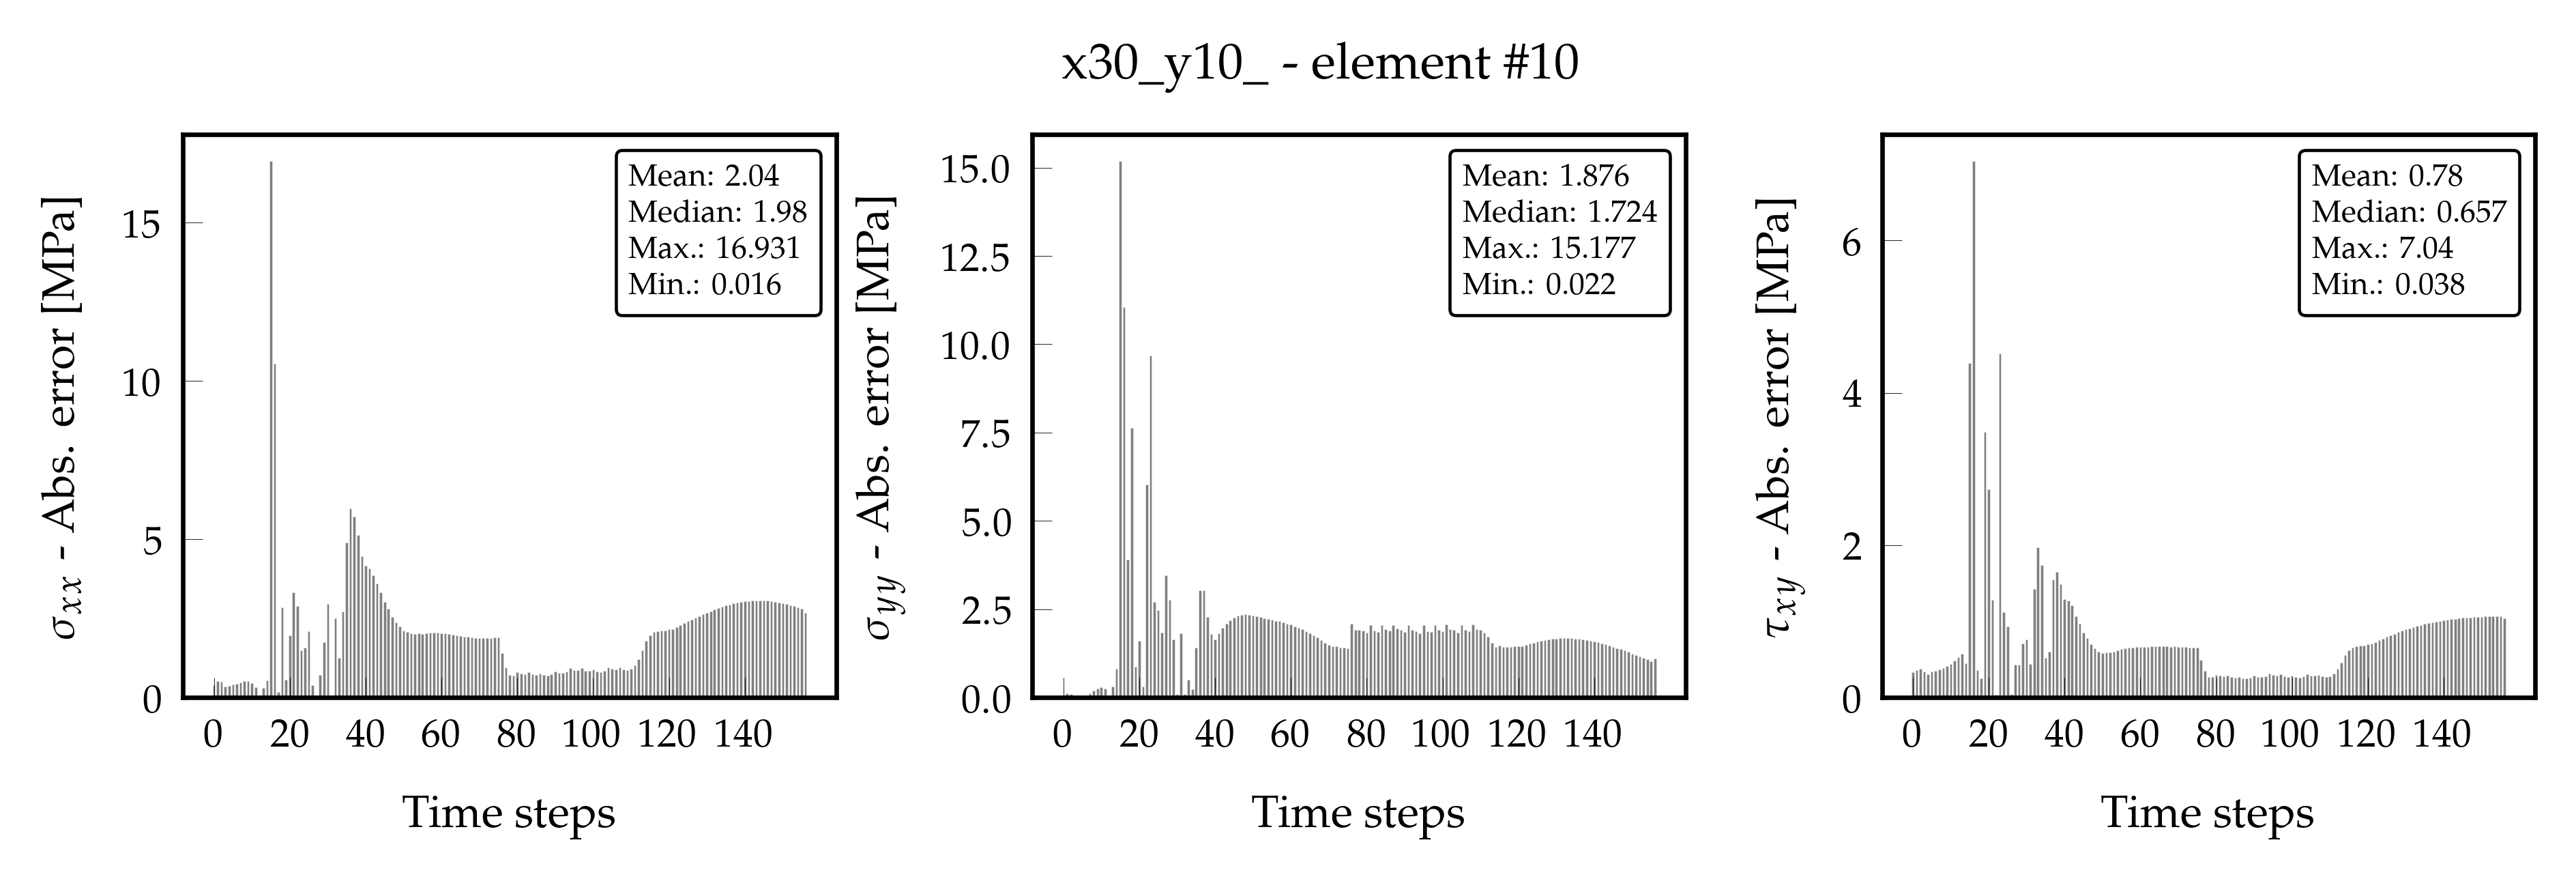 x30_y10_ - element #10
σxx - Abs. error [MPa]
15
10
5
0
0 20 40 60 80 100 120 140
Time steps
Mean: 2.04
Median: 1.98
Max.: 16.931
Min.: 0.016
σyy - Abs. error [MPa]
15.0
12.5
10.0
7.5
5.0
2.5
0.0
0 20 40 60 80 100 120 140
Time steps
Mean: 1.876
Median: 1.724
Max.: 15.177
Min.: 0.022
τxy - Abs. error [MPa]
6
4
2
0
0 20 40 60 80 100 120 140
Time steps
Mean: 0.78
Median: 0.657
Max.: 7.04
Min.: 0.038